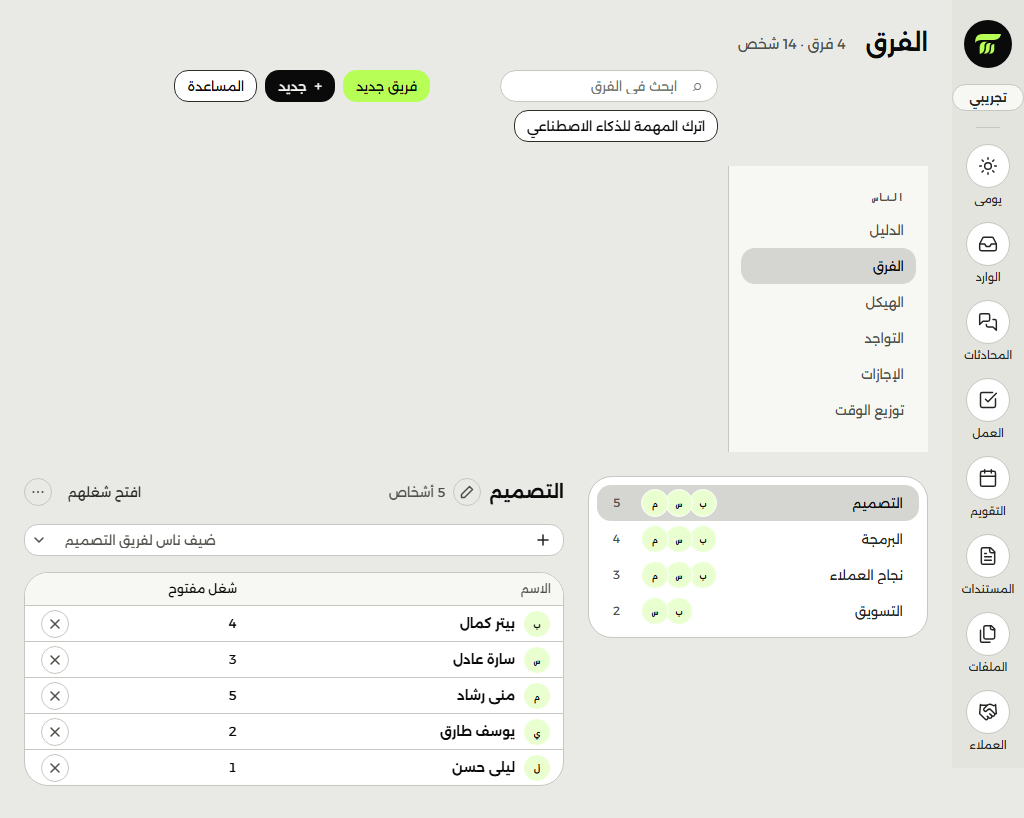 تجريبي
يومي
الوارد
المحادثات
العمل
التقويم
المستندات
الملفات
العملاء
الفرق
4 فرق · 14 شخص
ابحث في الفرق
فريق جديد
+ جديد
المساعدة
اترك المهمة للذكاء الاصطناعي
الناس
الدليل
الفرق
الهيكل
التواجد
الإجازات
توزيع الوقت
التصميم ب س م 5
البرمجة ب س م 4
نجاح العملاء ب س م 3
التسويق ب س 2
التصميم
5 أشخاص
افتح شغلهم
ضيف ناس لفريق التصميم
الاسم شغل مفتوح
ب بيتر كمال 4
س سارة عادل 3
م منى رشاد 5
ي يوسف طارق 2
ل ليلى حسن 1